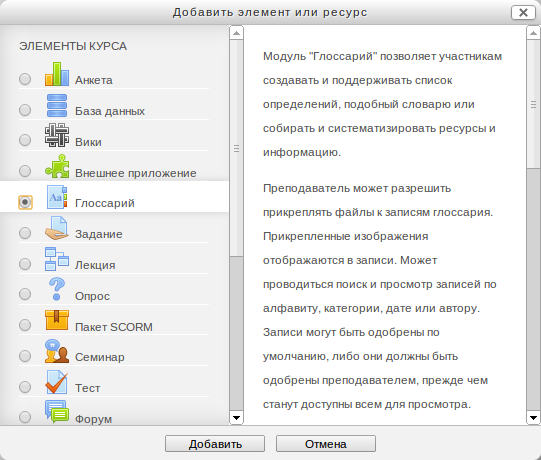 Добавить элемент или ресурс
ЭЛЕМЕНТЫ КУРСА
Анкета
База данных
Вики
Внешнее приложение
Глоссарий
Задание
Лекция
Опрос
Пакет SCORM
Семинар
Тест
Форум
Модуль "Глоссарий" позволяет участникам
создавать и поддерживать список
определений, подобный словарю или
собирать и систематизировать ресурсы и
информацию.
Преподаватель может разрешить
прикреплять файлы к записям глоссария.
Прикрепленные изображения
отображаются в записи. Может
проводиться поиск и просмотр записей по
алфавиту, категории, дате или автору.
Записи могут быть одобрены по
умолчанию, либо они должны быть
одобрены преподавателем, прежде чем
станут доступны всем для просмотра.
Добавить
Отмена